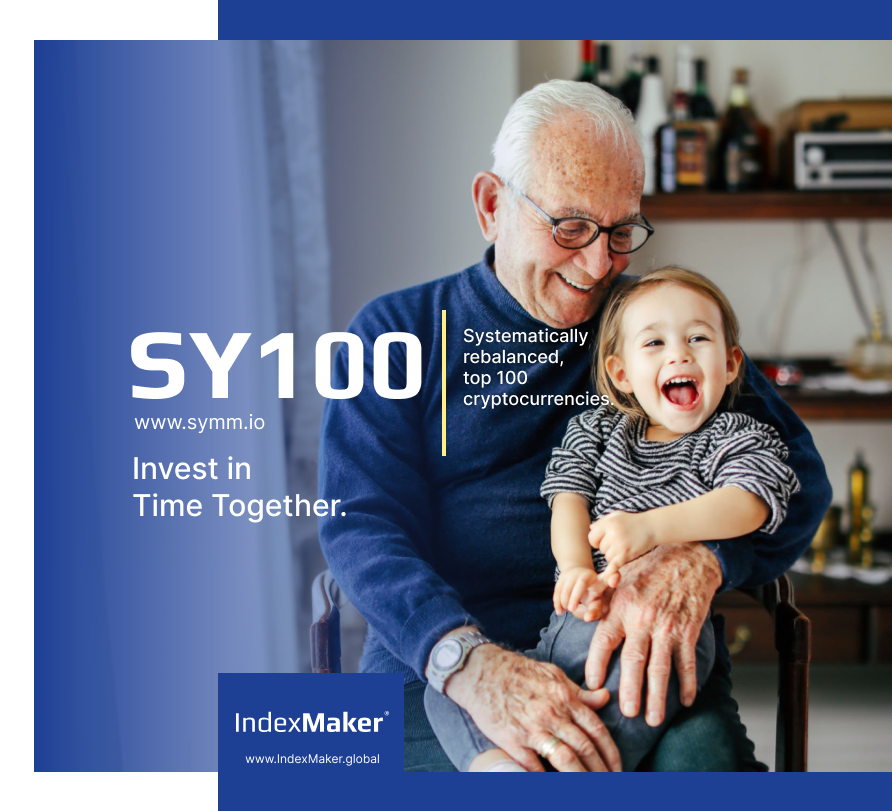 SY100
www.symm.io
Invest in
Time Together.
Systematically
rebalanced,
top 100
cryptocurrencies.
IndexMaker®
www.IndexMaker.global